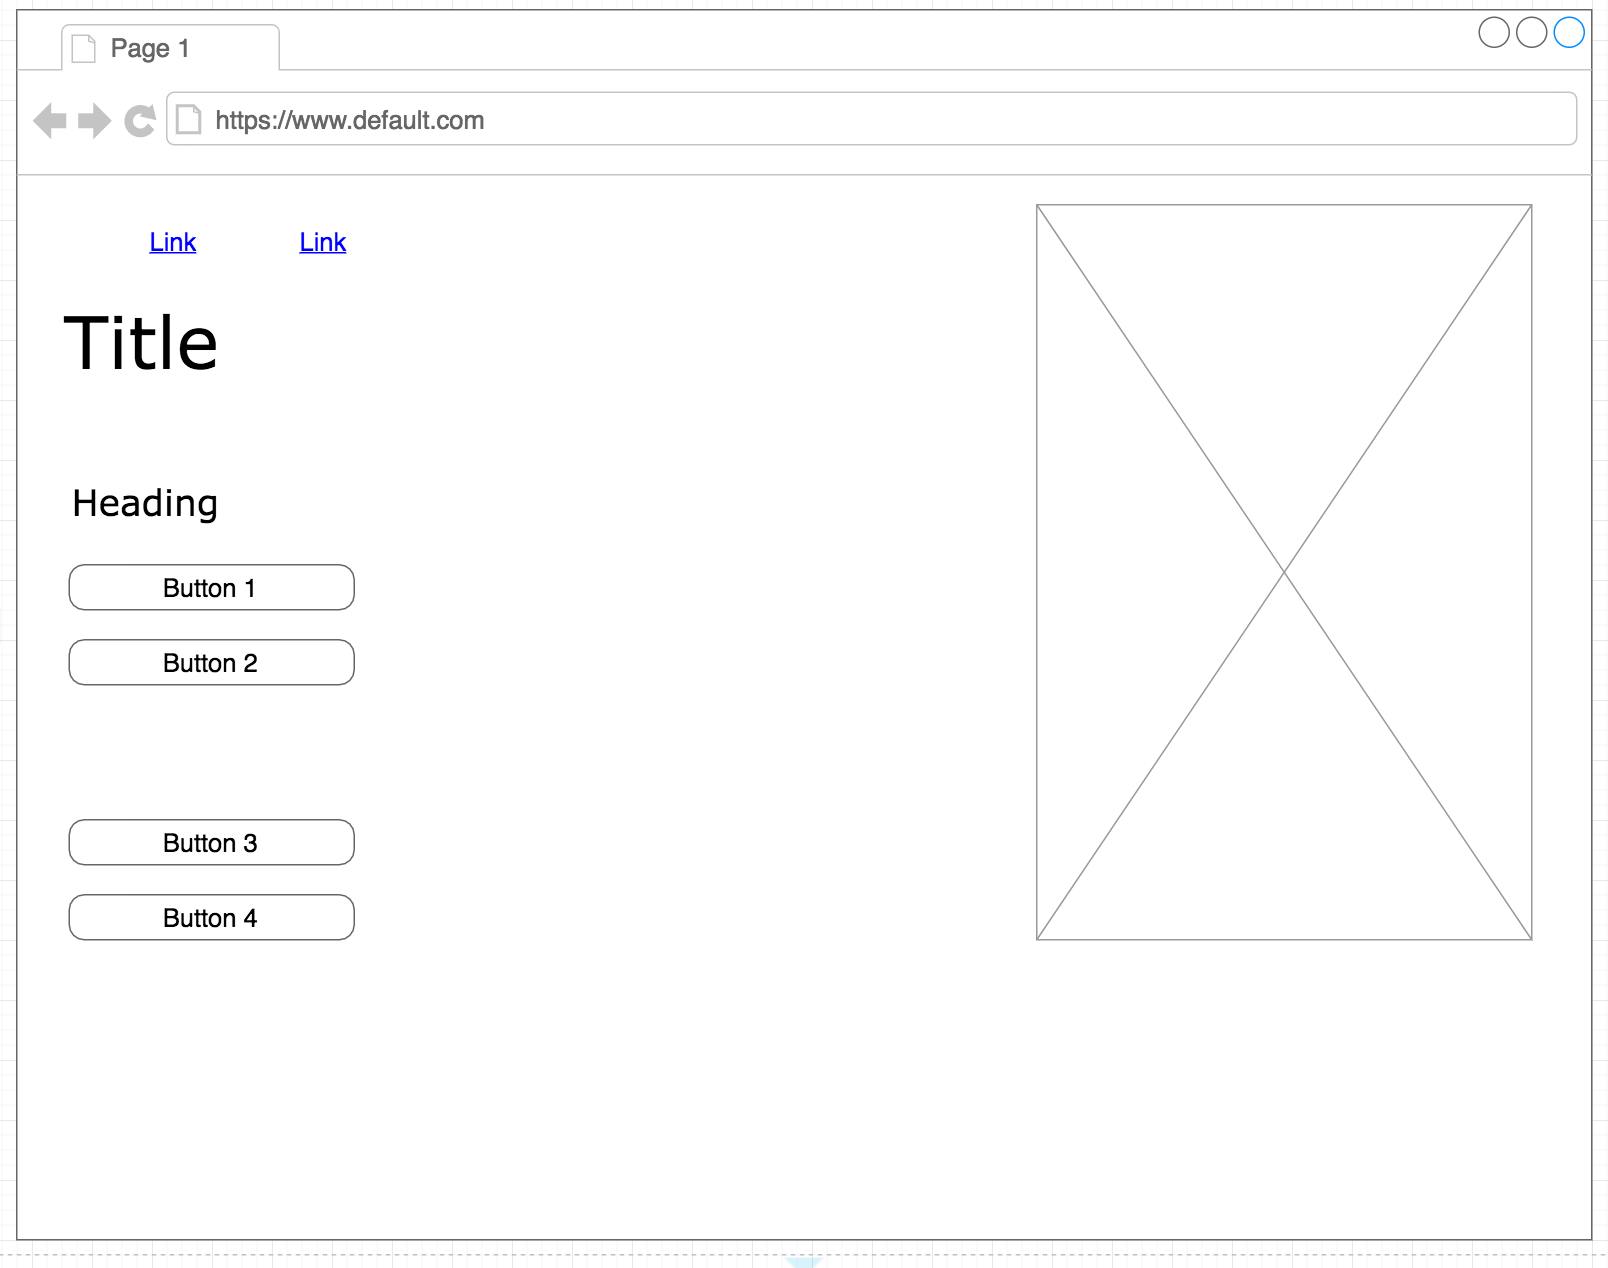 Page 1
https://www.default.com
Link Link
Title
Heading
Button 1
Button 2
Button 3
Button 4